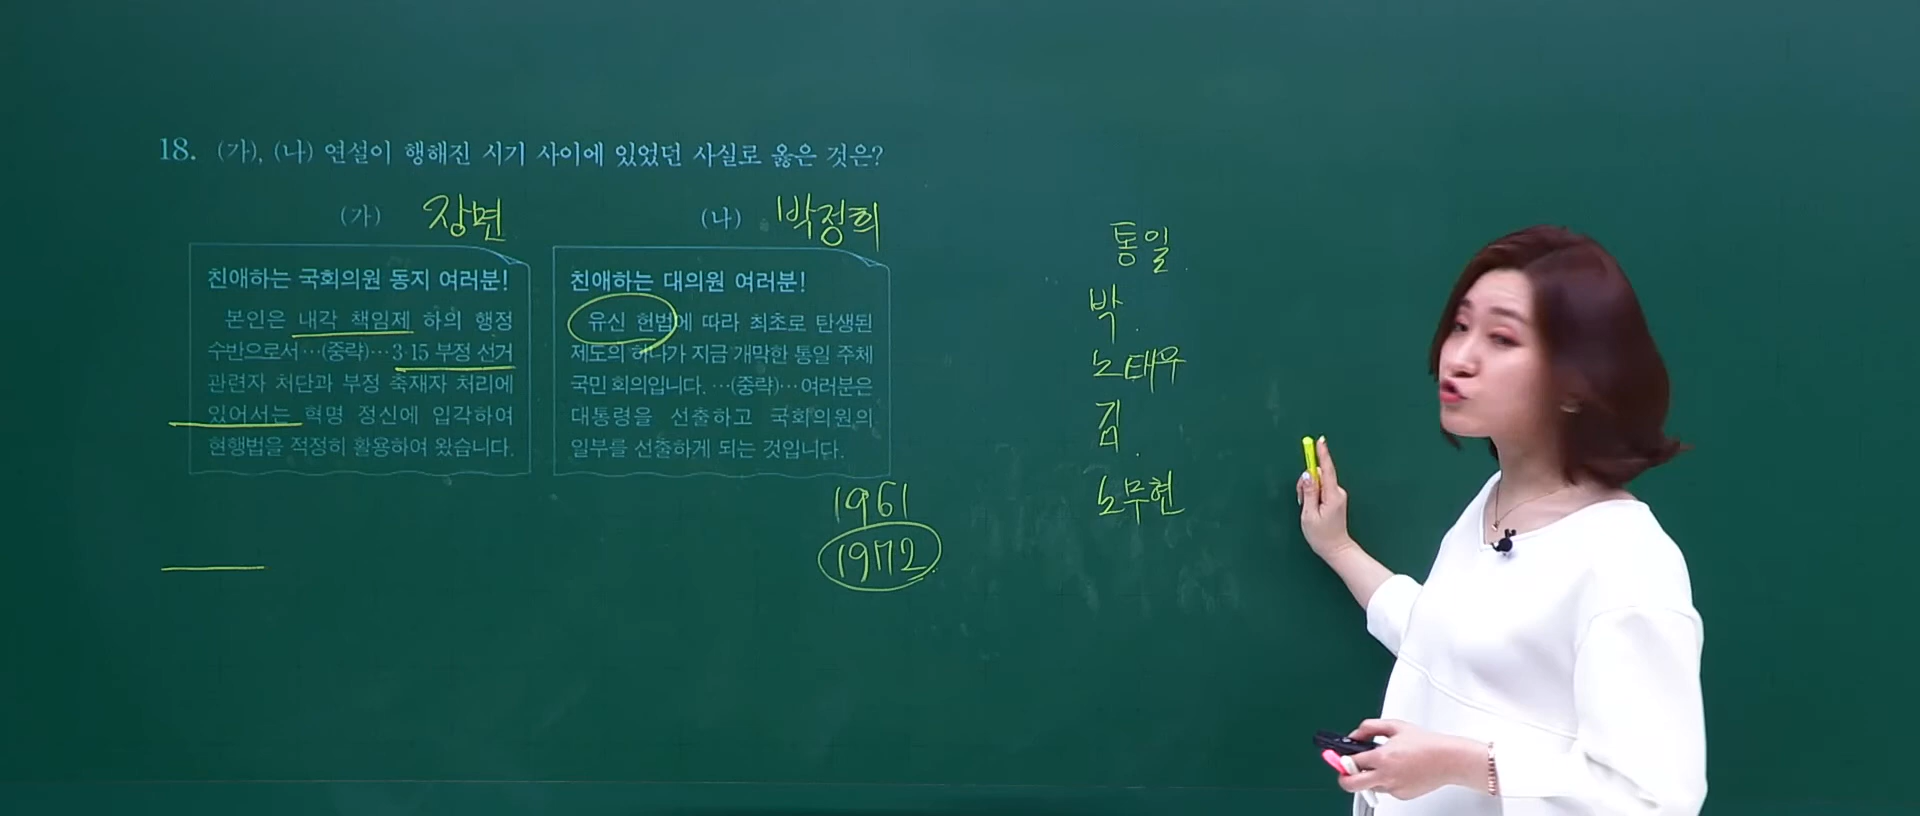 18. (가), (나) 연설이 행해진 시기 사이에 있었던 사실로 옳은 것은?
(가) 장면
친애하는 국회의원 동지 여러분!
본인은 내각 책임제 하의 행정
수반으로서…(중략)…3·15 부정 선거
관련자 처단과 부정 축재자 처리에
있어서는 혁명 정신에 입각하여
현행법을 적정히 활용하여 왔습니다.
(나) 박정희
친애하는 대의원 여러분!
유신 헌법에 따라 최초로 탄생된
제도의 하나가 지금 개막한 통일 주체
국민 회의입니다. …(중략)…여러분은
대통령을 선출하고 국회의원의
일부를 선출하게 되는 것입니다.
1961
1972
통일
박
노태우
김
노무현